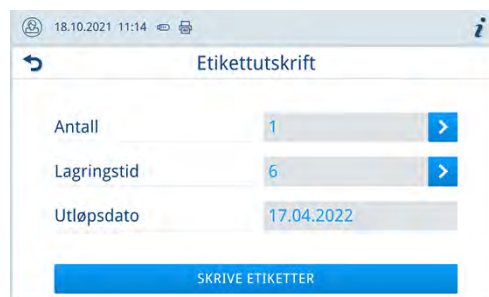 18.10.2021 11:14 i
Etikettutskrift
Antall 1
Lagringstid 6
Utløpsdato 17.04.2022
SKRIVE ETIKETTER